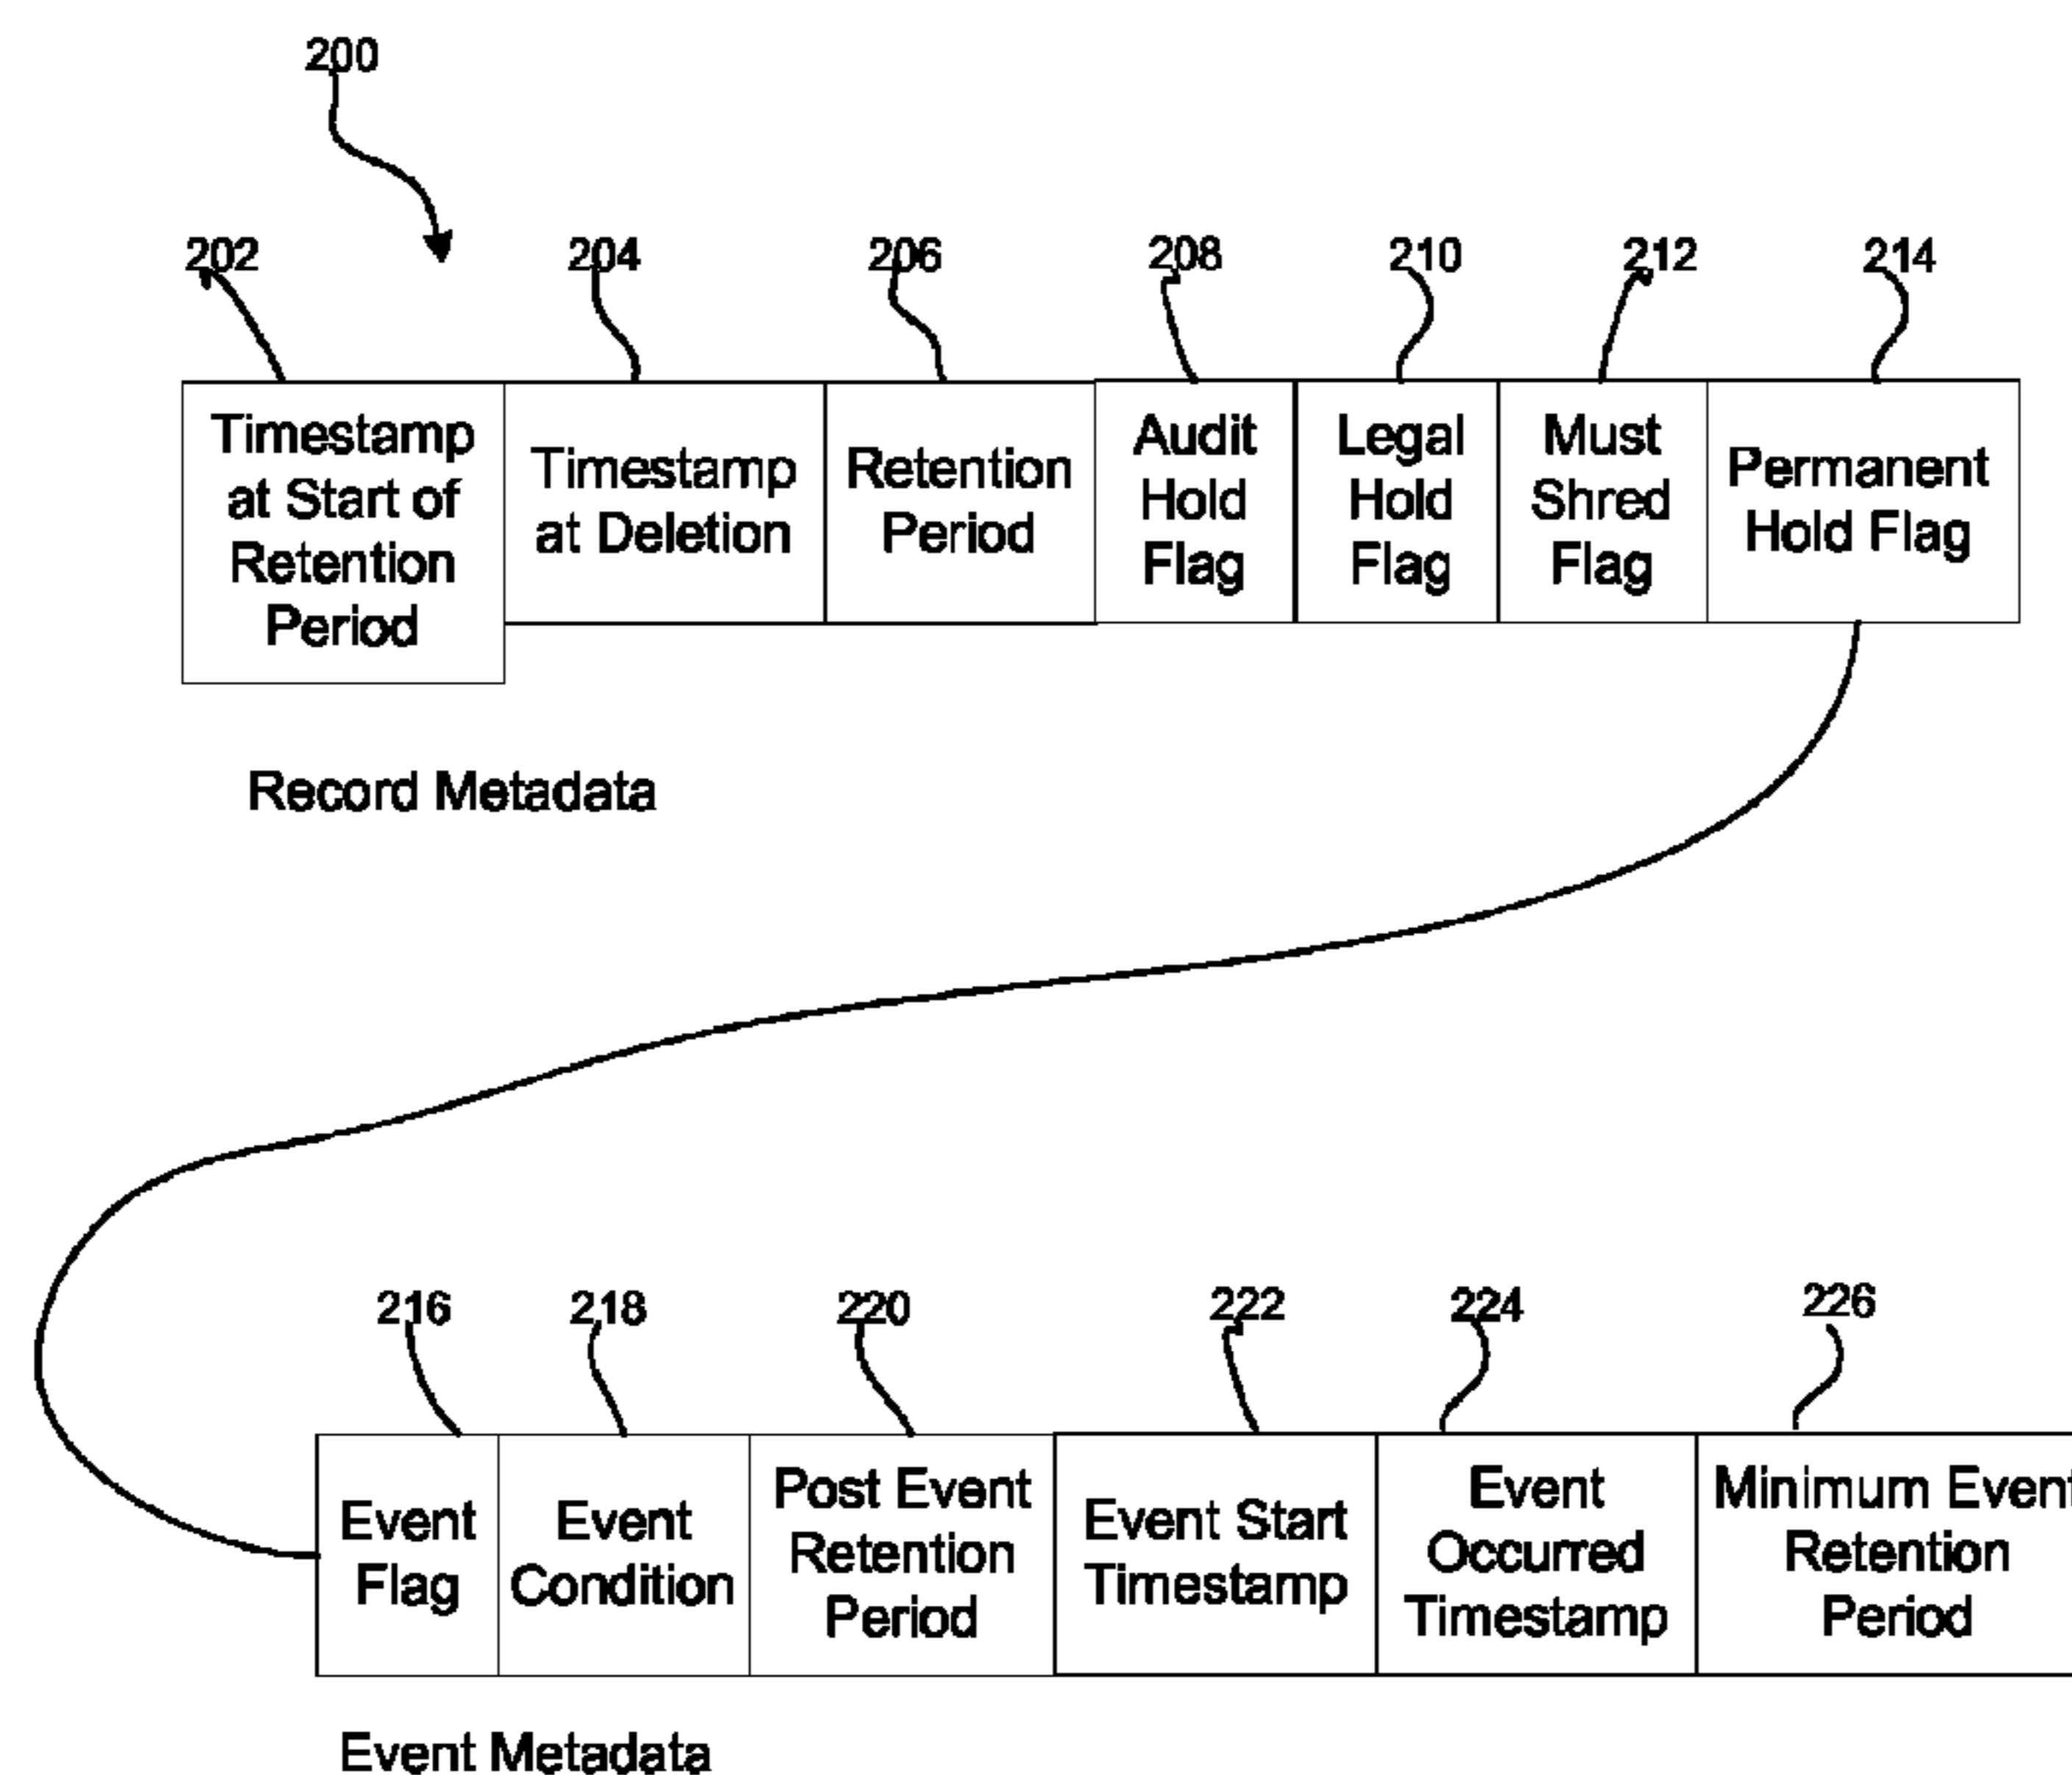 200
202
204
206
208
210
212
214
Timestamp
at Start of
Retention
Period
Timestamp
at Deletion
Retention
Period
Audit
Hold
Flag
Legal
Hold
Flag
Must
Shred
Flag
Permanent
Hold Flag
Record Metadata
216
218
220
222
224
226
Event
Flag
Event
Condition
Post Event
Retention
Period
Event Start
Timestamp
Event
Occurred
Timestamp
Minimum Event
Retention
Period
Event Metadata